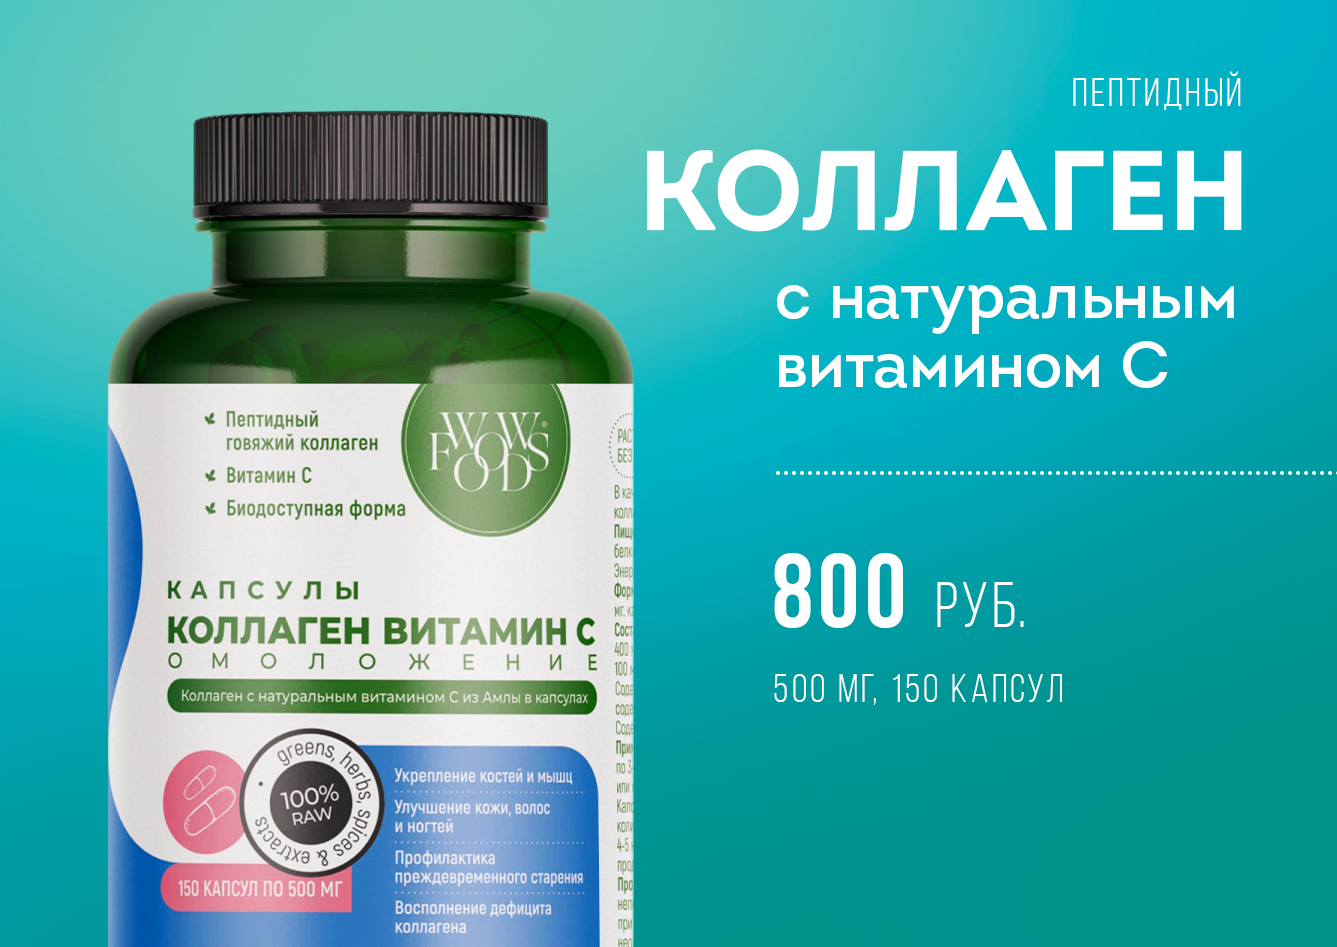 ПЕПТИДНЫЙ
КОЛЛАГЕН
с натуральным
витамином С
800 РУБ.
500 МГ, 150 КАПСУЛ
Пептидный
говяжий коллаген
Витамин С
Биодоступная форма
WOW®
FOODS
КАПСУЛЫ
КОЛЛАГЕН ВИТАМИН С
ОМОЛОЖЕНИЕ
Коллаген с натуральным витамином С из Амлы в капсулах
greens, herbs, spices & extracts
100%
RAW
150 КАПСУЛ ПО 500 МГ
Укрепление костей и мышц
Улучшение кожи, волос
и ногтей
Профилактика
преждевременного старения
Восполнение дефицита
коллагена